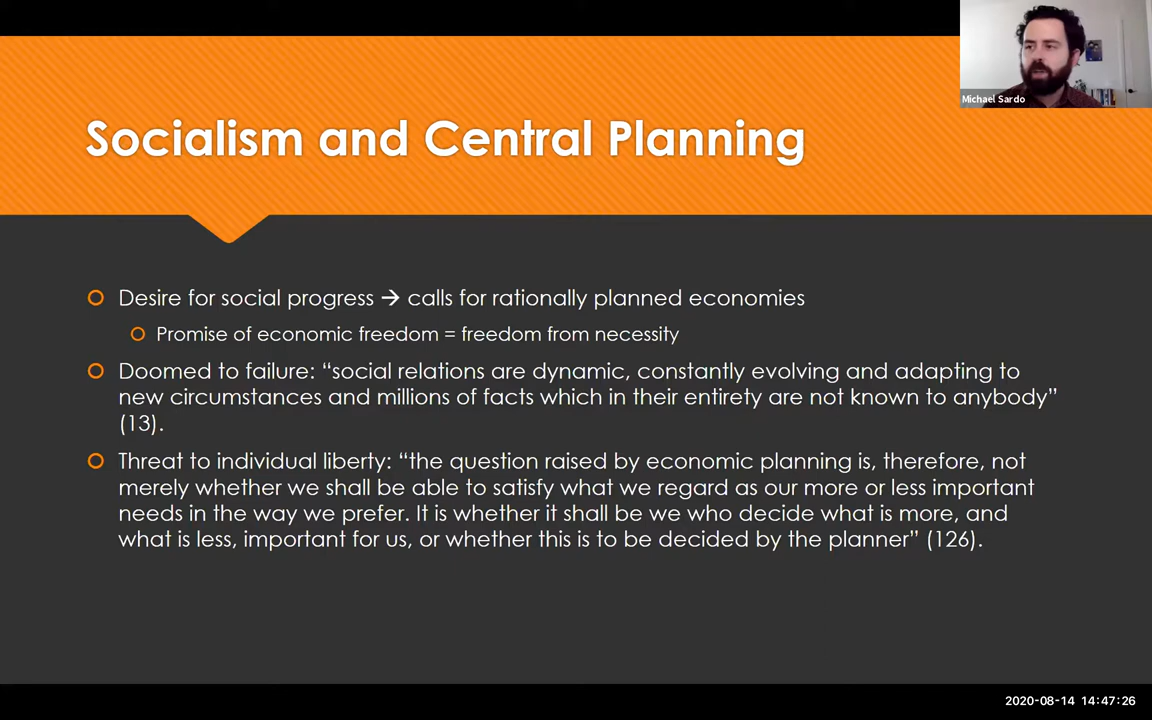 Michael Sardo
Socialism and Central Planning
Desire for social progress → calls for rationally planned economies
Promise of economic freedom = freedom from necessity
Doomed to failure: “social relations are dynamic, constantly evolving and adapting to
new circumstances and millions of facts which in their entirety are not known to anybody”
(13).
Threat to individual liberty: “the question raised by economic planning is, therefore, not
merely whether we shall be able to satisfy what we regard as our more or less important
needs in the way we prefer. It is whether it shall be we who decide what is more, and
what is less, important for us, or whether this is to be decided by the planner” (126).
2020-08-14 14:47:26